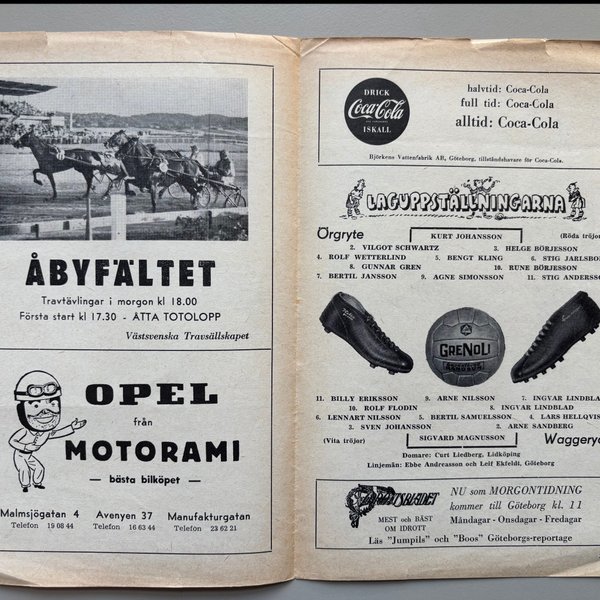 ÅBYFÄLTET
Travtävlingar i morgon kl 18.00
Första start kl 17.30 - ÅTTA TOTOLOPP
Västsvenska Travsällskapet
OPEL
från
MOTORAMI
— bästa bilköpet —
Malmsjögatan 4 Avenyen 37 Manufakturgatan
Telefon 19 08 44 Telefon 16 63 44 Telefon 23 62 21
DRICK
Coca-Cola
ISKALL
halvtid: Coca-Cola
full tid: Coca-Cola
alltid: Coca-Cola
Björkens Vattenfabrik AB, Göteborg, tillståndshavare för Coca-Cola.
LAGUPPSTÄLLNINGARNA
Örgryte KURT JOHANSSON (Röda tröjor
2. VILGOT SCHWARTZ 3. HELGE BÖRJESSON
4. ROLF WETTERLIND 5. BENGT KLING 6. STIG JARLSBO
8. GUNNAR GREN 10. RUNE BÖRJESSON
7. BERTIL JANSSON 9. AGNE SIMONSSON 11. STIG ANDERSS
GRENOLI
11. BILLY ERIKSSON 9. ARNE NILSSON 7. INGVAR LINDBLAD
10. ROLF FLODIN 8. INGVAR LINDBLAD
6. LENNART NILSSON 5. BERTIL SAMUELSSON 4. LARS HELLQVIS
3. SVEN JOHANSSON 2. ARNE SANDBERG
(Vita tröjor) SIGVARD MAGNUSSON Waggeryd
Domare: Curt Liedberg, Lidköping
Linjemän: Ebbe Andreasson och Leif Ekfeldt, Göteborg
IDROTTSBLADET
MEST och BÄST
OM IDROTT
NU som MORGONTIDNING
kommer till Göteborg kl. 11
Måndagar - Onsdagar - Fredagar
Läs "Jumpils" och "Boos" Göteborgs-reportage